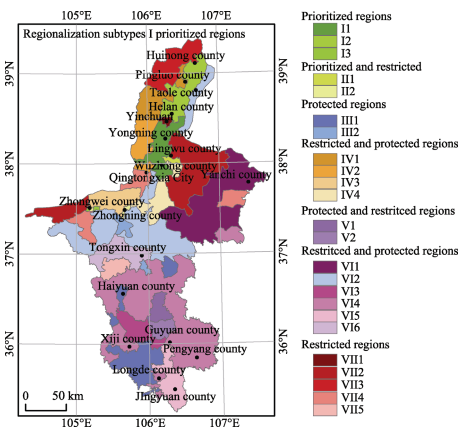 105°E 106°E 107°E
Regionalization subtypes I prioritized regions
39°N
38°N
37°N
36°N
Huinong county
Pingluo county
Taole county
Helan county
Yinchuan
Yongning county
Lingwu county
Wuzhong county
Yanchi county
Qingtongxia City
Zhongwei county
Zhongning county
Tongxin county
Haiyuan county
Guyuan county
Xiji county
Pengyang county
Longde county
Jingyuan county
0 50 km
39°N
38°N
37°N
36°N
105°E 106°E 107°E
Prioritized regions
I1
I2
I3
Prioritized and restricted
II1
II2
Protected regions
III1
III2
Restricted and protected regions
IV1
IV2
IV3
IV4
Protected and restritced regions
V1
V2
Restritced and protected regions
VI1
VI2
VI3
VI4
VI5
VI6
Restricted regions
VII1
VII2
VII3
VII4
VII5